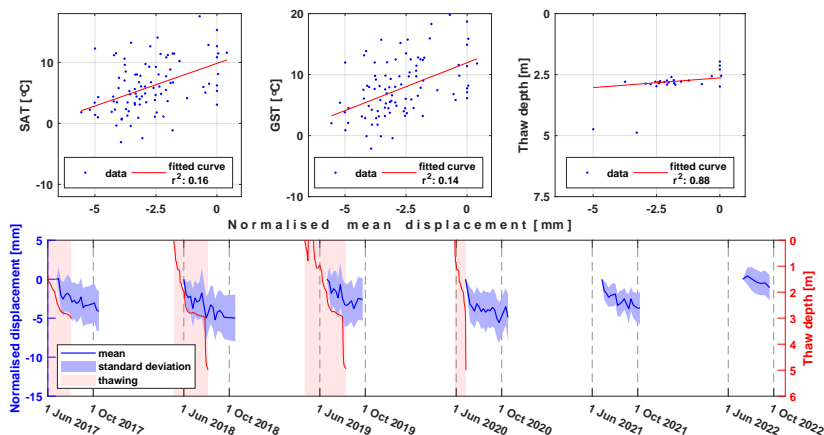 20
10
0
-10
SAT [°C]
data
fitted curve
r²: 0.16
-5
-2.5
0
20
10
0
-10
GST [°C]
data
fitted curve
r²: 0.14
-5
-2.5
0
0
2.5
5
7.5
Thaw depth [m]
data
fitted curve
r²: 0.88
-5
-2.5
0
Normalised mean displacement [mm]
5
0
-5
-10
-15
Normalised displacement [mm]
mean
standard deviation
thawing
0
1
2
3
4
5
6
Thaw depth [m]
1 Jun 2017
1 Oct 2017
1 Jun 2018
1 Oct 2018
1 Jun 2019
1 Oct 2019
1 Jun 2020
1 Oct 2020
1 Jun 2021
1 Oct 2021
1 Jun 2022
1 Oct 2022